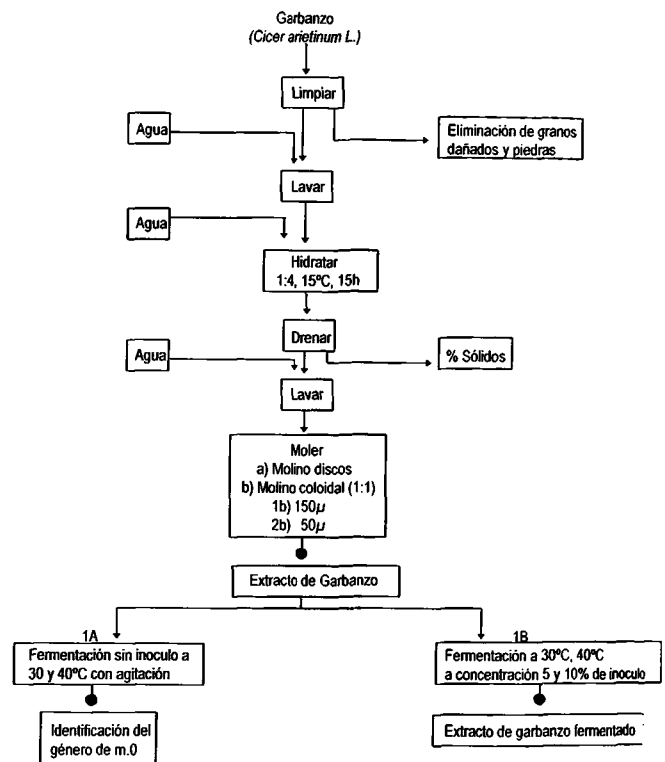 Garbanzo
(Cicer arietinum L.)
Limpiar
Agua
Eliminación de granos
dañados y piedras
Lavar
Agua
Hidratar
1:4, 15ºC, 15h
Drenar
Agua
% Sólidos
Lavar
Moler
a) Molino discos
b) Molino coloidal (1:1)
1b) 150µ
2b) 50µ
Extracto de Garbanzo
1A
Fermentación sin inoculo a
30 y 40ºC con agitación
1B
Fermentación a 30ºC, 40ºC
a concentración 5 y 10% de inoculo
Identificación del
género de m.0
Extracto de garbanzo fermentado